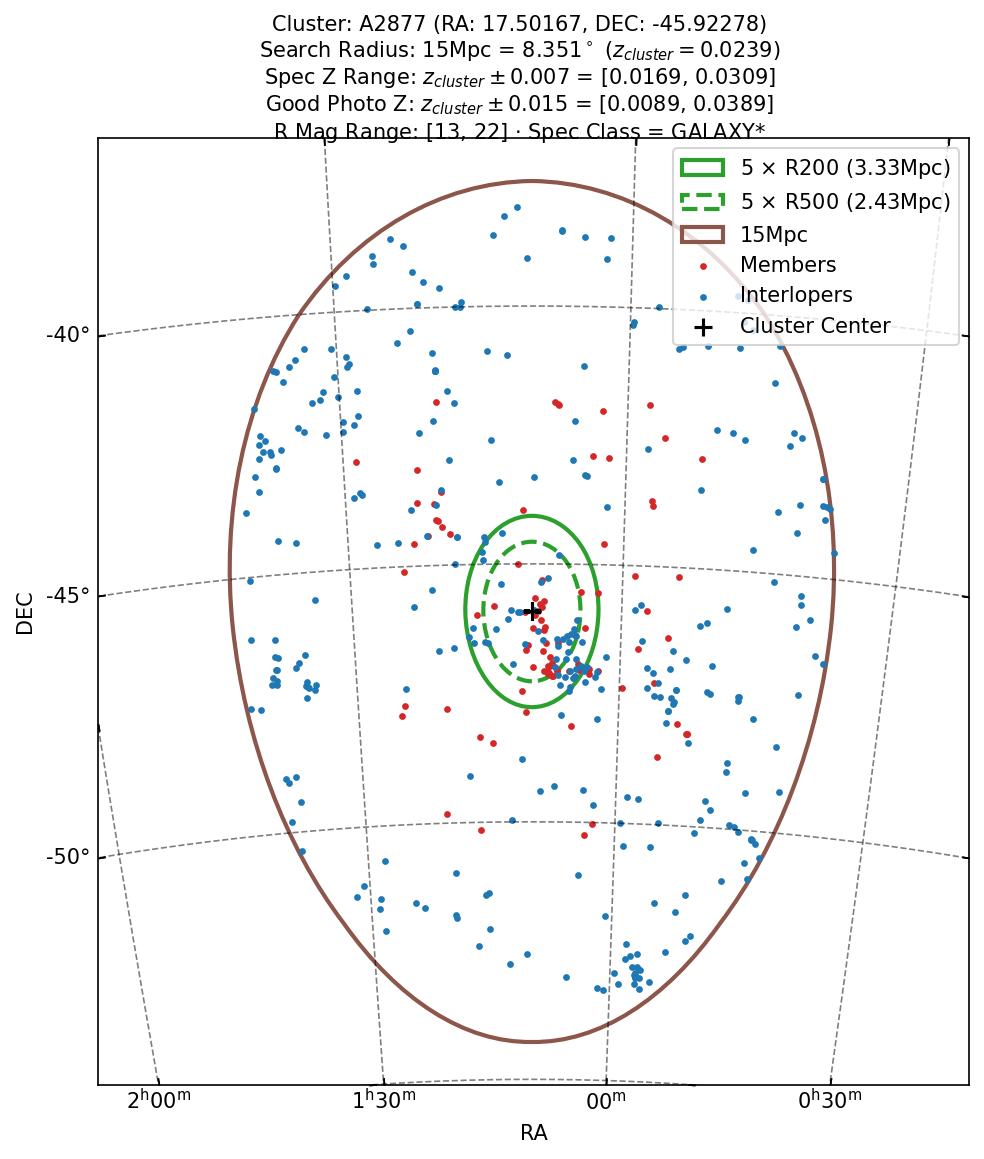 Cluster: A2877 (RA: 17.50167, DEC: -45.92278)
Search Radius: 15Mpc = 8.351° (z_cluster = 0.0239)
Spec Z Range: z_cluster ± 0.007 = [0.0169, 0.0309]
Good Photo Z: z_cluster ± 0.015 = [0.0089, 0.0389]
R Mag Range: [13, 22] · Spec Class = GALAXY*
5 × R200 (3.33Mpc)
5 × R500 (2.43Mpc)
15Mpc
Members
Interlopers
Cluster Center
-40°
-45°
-50°
DEC
2ʰ00ᵐ 1ʰ30ᵐ 00ᵐ 0ʰ30ᵐ
RA